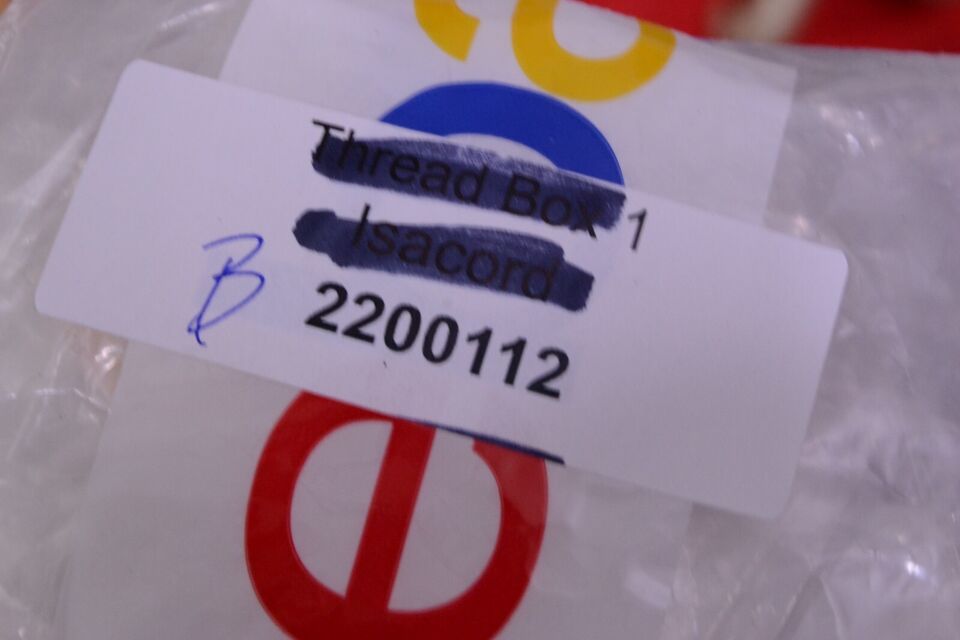 Thread Box 1
Isacord
B
2200112